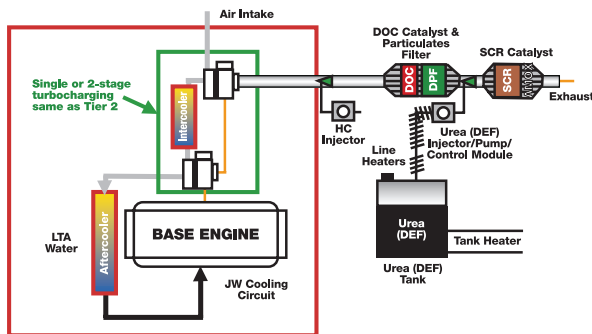 Air Intake
DOC Catalyst &
Particulates
Filter
SCR Catalyst
Single or 2-stage
turbocharging
same as Tier 2
Intercooler
DOC
DPF
SCR
AMOX
Exhaust
HC
Injector
Urea (DEF)
Injector/Pump/
Control Module
Line
Heaters
LTA
Water
Aftercooler
BASE ENGINE
JW Cooling
Circuit
Urea
(DEF)
Tank Heater
Urea (DEF)
Tank